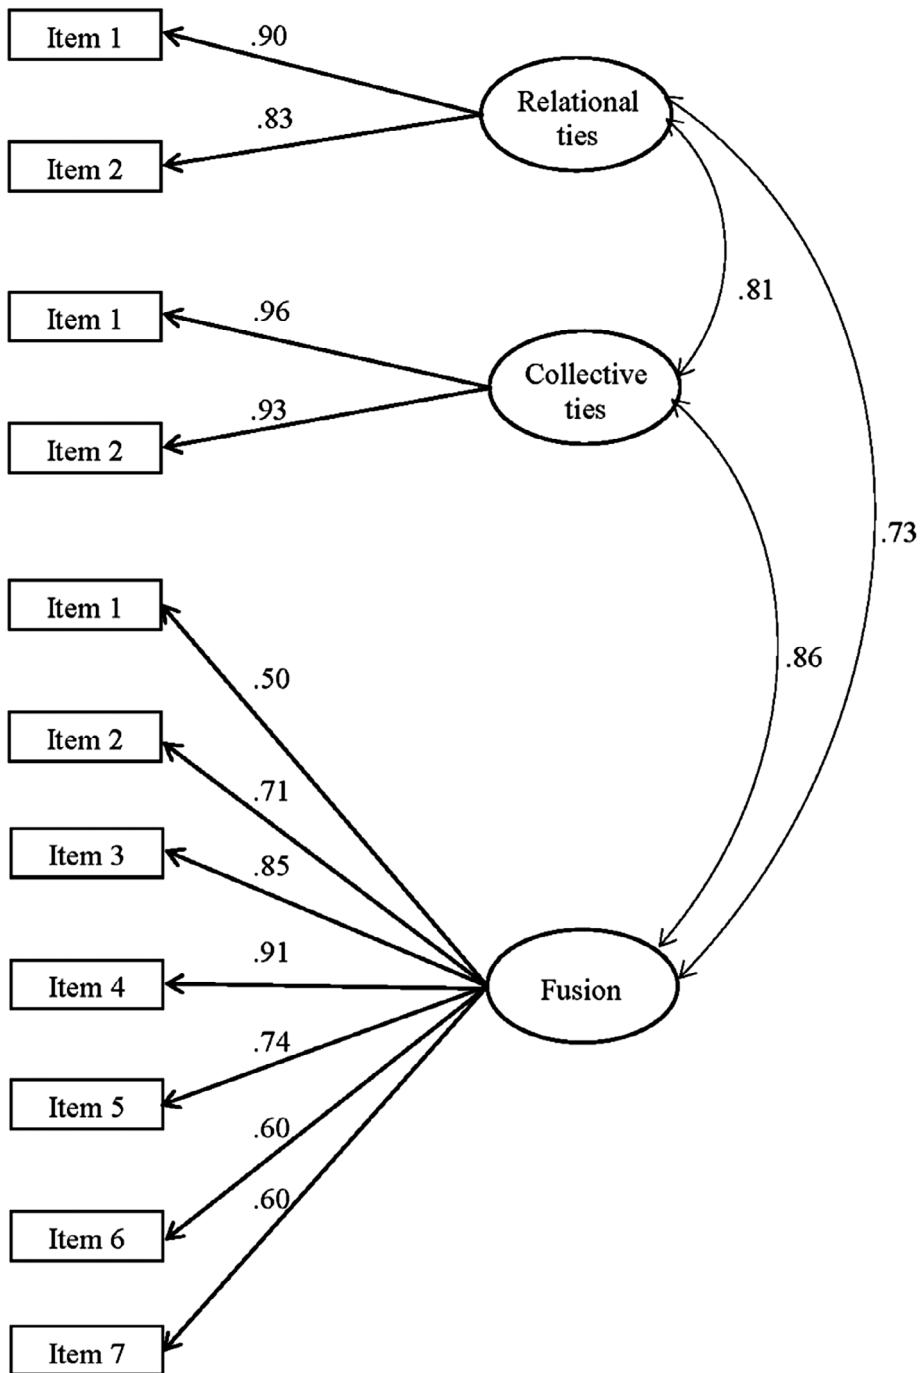 Item 1
.90
Relational
ties
.83
Item 2
.81
Item 1
.96
Collective
ties
.93
Item 2
.73
Item 1
.50
.86
Item 2
.71
Item 3
.85
.91
Item 4
Fusion
.74
Item 5
.60
.60
Item 6
Item 7